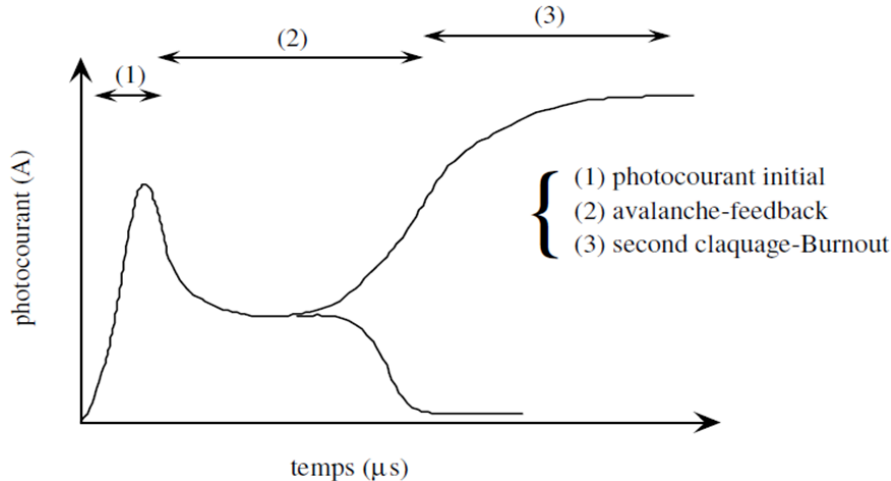 (3)
(2)
(1)
photocourant (A)
(1) photocourant initial
(2) avalanche-feedback
(3) second claquage-Burnout
temps (μs)